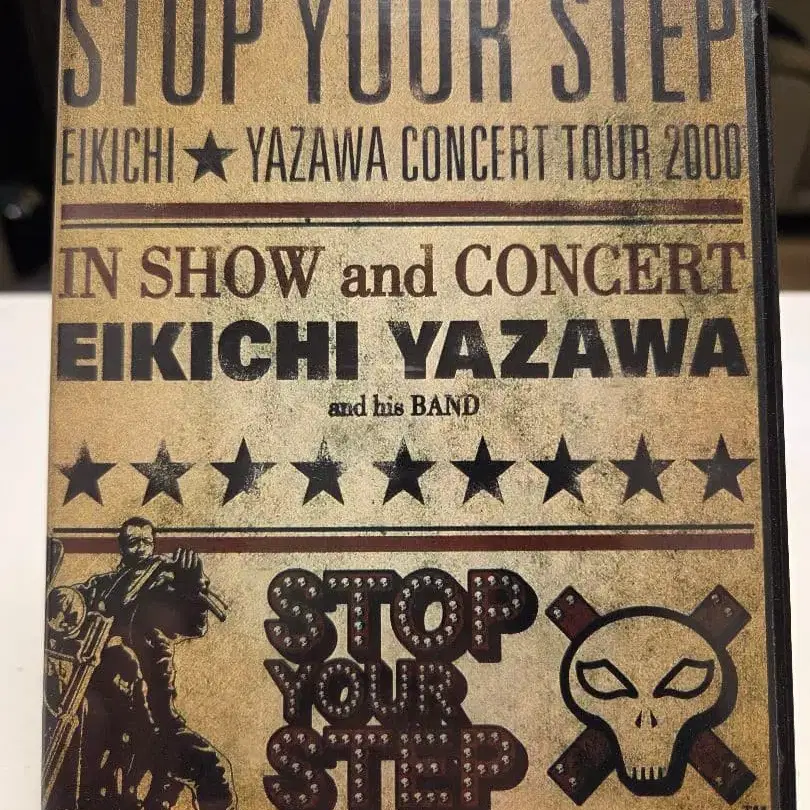 STOP YOUR STEP
EIKICHI★YAZAWA CONCERT TOUR 2000
IN SHOW and CONCERT
EIKICHI YAZAWA
and his BAND
STOP
YOUR
STEP